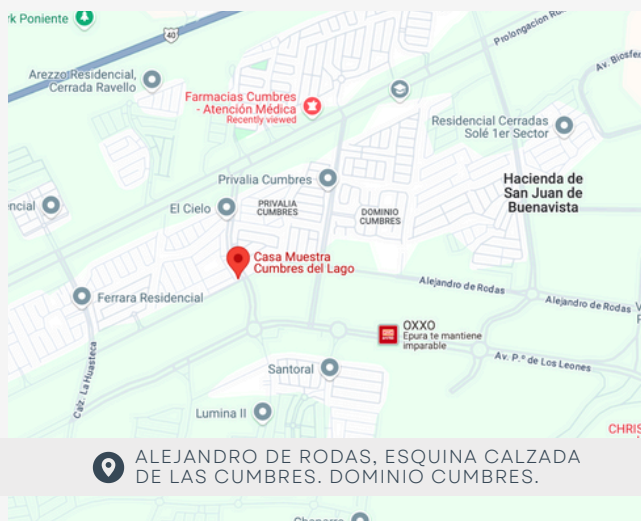 rk Poniente
40
Prolongacion Ru
Av. Biosfer
Arezzo Residencial,
Cerrada Ravello
Farmacias Cumbres
- Atención Médica
Recently viewed
Residencial Cerradas
Solé 1er Sector
Hacienda de
San Juan de
Buenavista
Privalia Cumbres
encial
El Cielo
PRIVALIA
CUMBRES
DOMINIO
CUMBRES
Casa Muestra
Cumbres del Lago
Alejandro de Rodas
Alejandro de Rodas
Ferrara Residencial
OXXO
Epura te mantiene
imparable
Av. P.º de Los Leones
Calz. La Huasteca
Santoral
Lumina II
CHRIS
ALEJANDRO DE RODAS, ESQUINA CALZADA
DE LAS CUMBRES. DOMINIO CUMBRES.